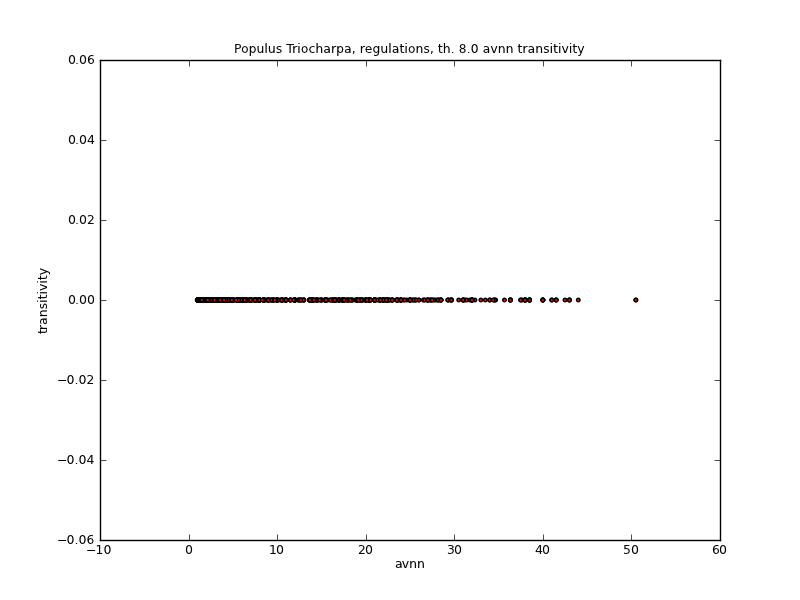 Populus Triocharpa, regulations, th. 8.0 avnn transitivity
0.06
0.04
0.02
0.00
−0.02
−0.04
−0.06
transitivity
−10 0 10 20 30 40 50 60
avnn